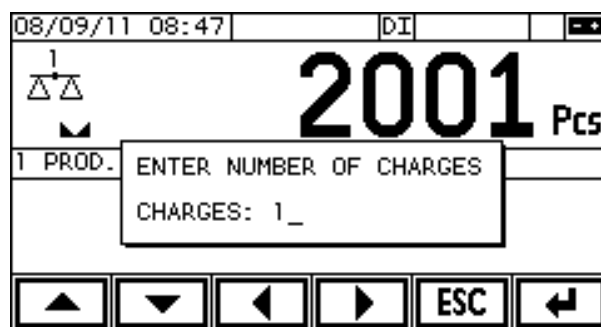 08/09/11 08:47 DI
1
2001 Pcs
1 PROD.
ENTER NUMBER OF CHARGES
CHARGES: 1_
ESC